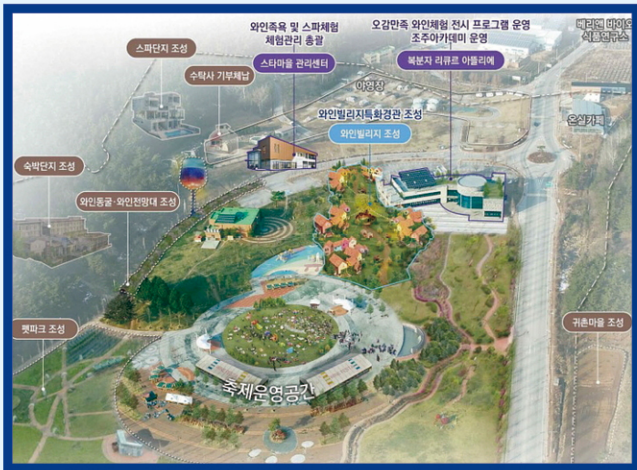 와인족욕 및 스파체험
체험관리 총괄
스타마을 관리센터
오감만족 와인체험 전시 프로그램 운영
조주아카데미 운영
복분자 리큐르 아뜰리에
베리앤 바이오
식품연구소
스파단지 조성
수탁사 기부체납
야영장
와인빌리지특화경관 조성
와인빌리지 조성
온실카페
숙박단지 조성
와인동굴·와인전망대 조성
펫파크 조성
귀촌마을 조성
축제운영공간